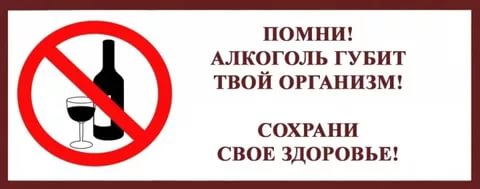 ПОМНИ!
АЛКОГОЛЬ ГУБИТ
ТВОЙ ОРГАНИЗМ!
СОХРАНИ
СВОЕ ЗДОРОВЬЕ!